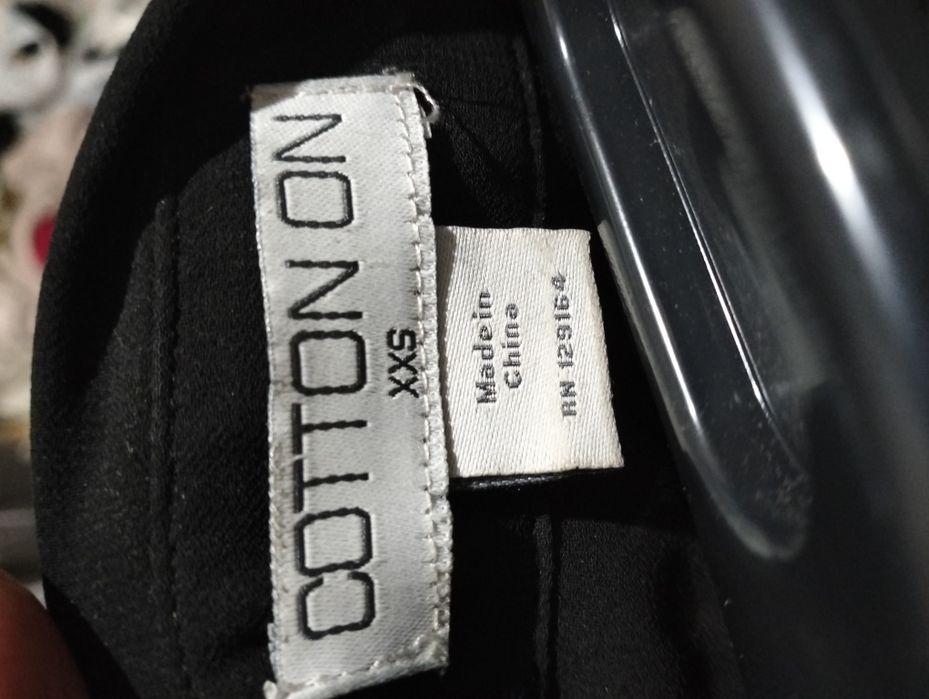 COTTON ON
XXS
Made in
China
RN 129164